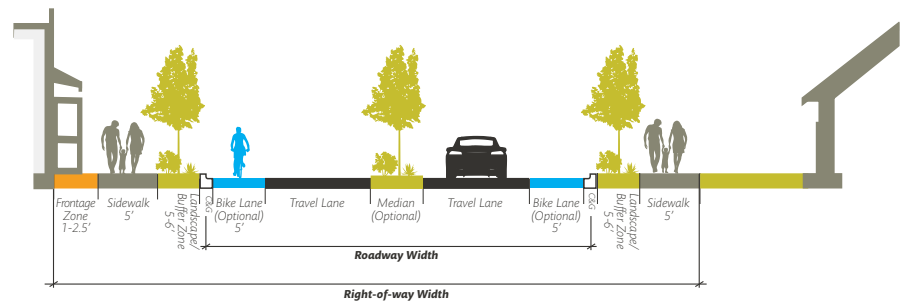 Frontage
Zone
1-2.5'
Sidewalk
5'
Landscape/
Buffer Zone
5-6'
C&G
Bike Lane
(Optional)
5'
Travel Lane
Median
(Optional)
Travel Lane
Bike Lane
(Optional)
5'
C&G
Landscape/
Buffer Zone
5-6'
Sidewalk
5'
Roadway Width
Right-of-way Width